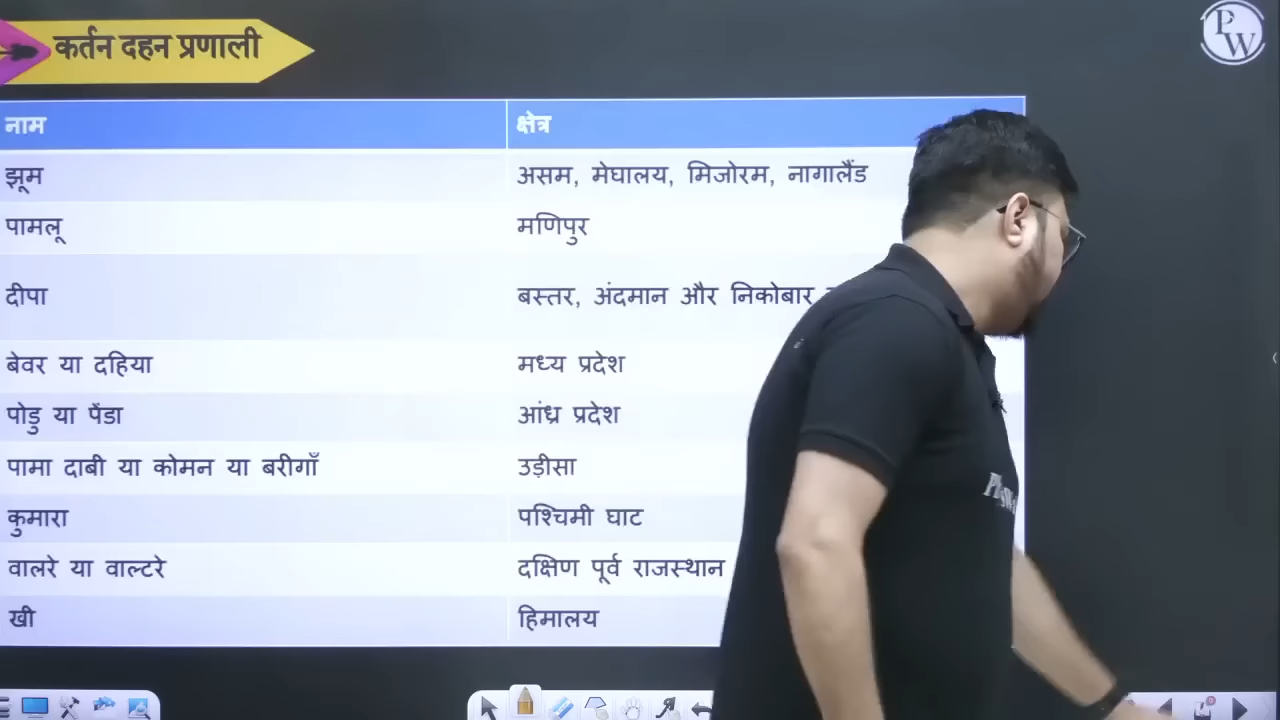 कर्तन दहन प्रणाली
PW
नाम क्षेत्र
झूम असम, मेघालय, मिजोरम, नागालैंड
पामलू मणिपुर
दीपा बस्तर, अंदमान और निकोबार
बेवर या दहिया मध्य प्रदेश
पोडु या पेंडा आंध्र प्रदेश
पामा दाबी या कोमन या बरीगाँ उड़ीसा
कुमारा पश्चिमी घाट
वालरे या वाल्टरे दक्षिण पूर्व राजस्थान
खी हिमालय